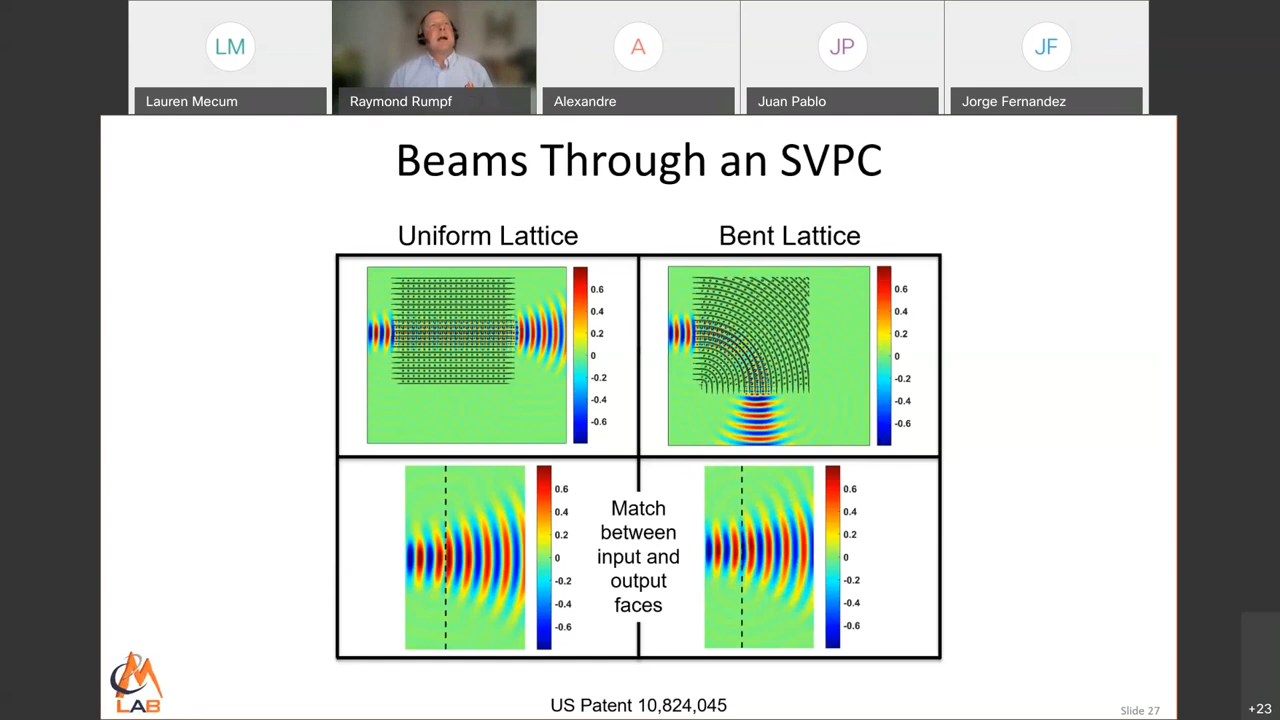 LM
JP
A
JF
Lauren Mecum
Raymond Rumpf
Alexandre
Juan Pablo
Jorge Fernandez
Beams Through an SVPC
Uniform Lattice
Bent Lattice
0.6
0.4
0.2
0
-0.2
-0.4
-0.6
0.6
0.4
0.2
0
-0.2
-0.4
-0.6
0.6
0.4
0.2
0
-0.2
-0.4
-0.6
Match
between
input and
output
faces
0.6
0.4
0.2
0
-0.2
-0.4
-0.6
EM
LAB
US Patent 10,824,045
Slide 27
+23